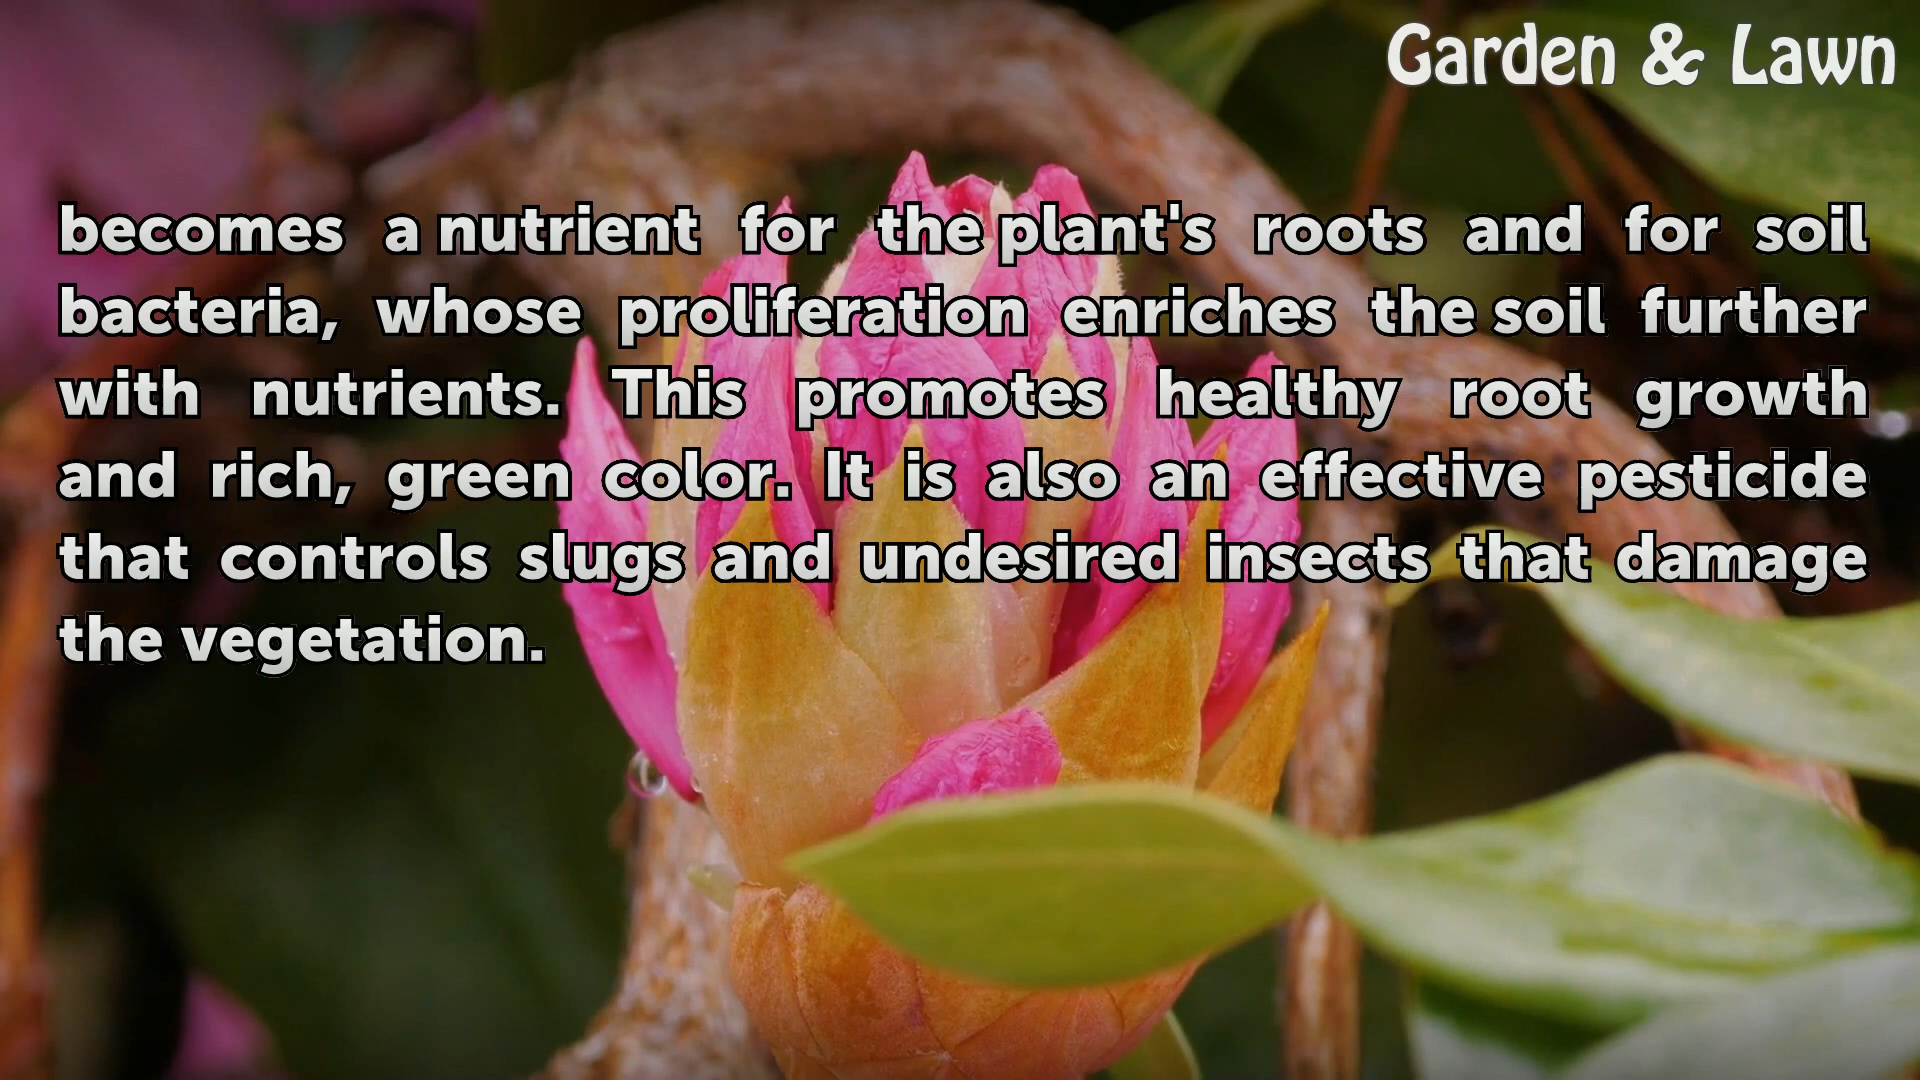 Garden & Lawn
becomes a nutrient for the plant's roots and for soil
bacteria, whose proliferation enriches the soil further
with nutrients. This promotes healthy root growth
and rich, green color. It is also an effective pesticide
that controls slugs and undesired insects that damage
the vegetation.